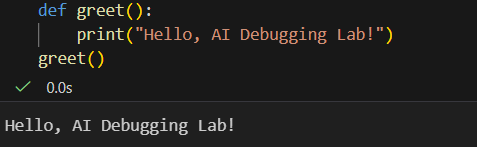 def greet():
    print("Hello, AI Debugging Lab!")
greet()
0.0s
Hello, AI Debugging Lab!